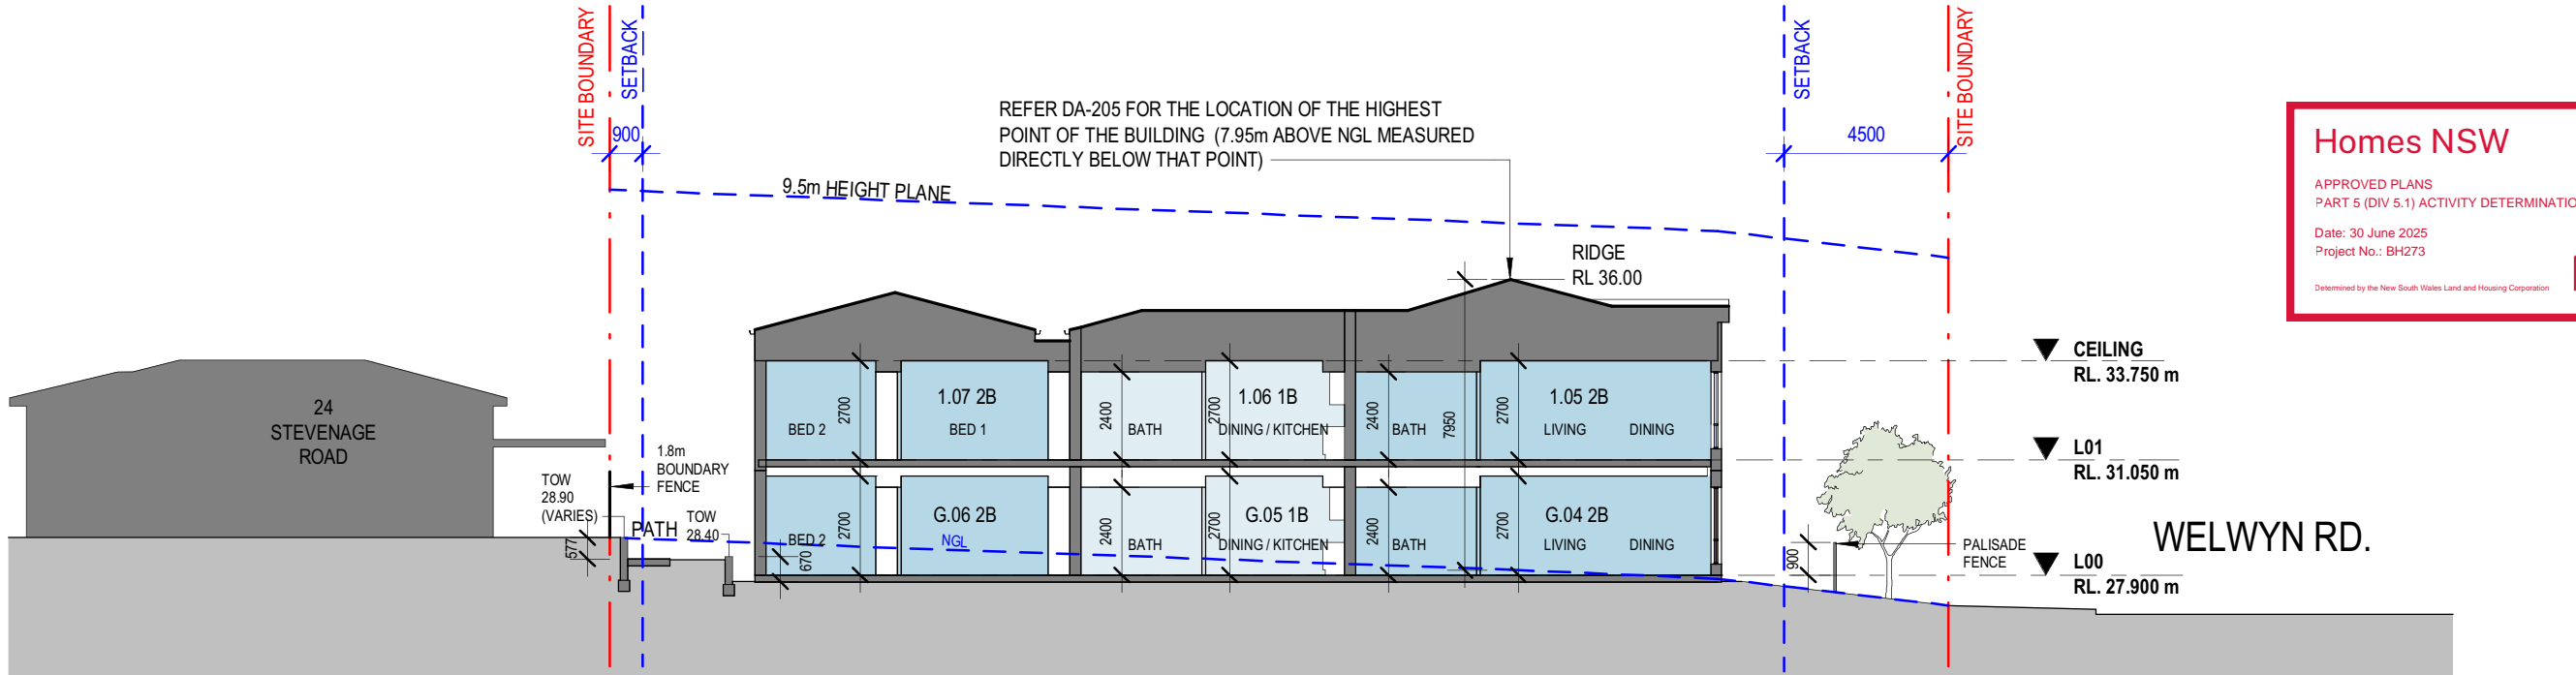 SITE BOUNDARY
SETBACK
900
REFER DA-205 FOR THE LOCATION OF THE HIGHEST
POINT OF THE BUILDING (7.95m ABOVE NGL MEASURED
DIRECTLY BELOW THAT POINT)
9.5m HEIGHT PLANE
SETBACK
4500
SITE BOUNDARY
Homes NSW
APPROVED PLANS
PART 5 (DIV 5.1) ACTIVITY DETERMINATIO
Date: 30 June 2025
Project No.: BH273
Determined by the New South Wales Land and Housing Corporation
RIDGE
RL 36.00
CEILING
RL. 33.750 m
24
STEVENAGE
ROAD
1.8m
BOUNDARY
FENCE
TOW
28.90
(VARIES)
577
PATH
TOW
28.40
670
BED 2
2700
1.07 2B
BED 1
2400
BATH
2700
1.06 1B
DINING / KITCHEN
2400
BATH
7950
2700
1.05 2B
LIVING
DINING
L01
RL. 31.050 m
BED 2
2700
G.06 2B
NGL
2400
BATH
2700
G.05 1B
DINING / KITCHEN
2400
BATH
2700
G.04 2B
LIVING
DINING
900
PALISADE
FENCE
L00
RL. 27.900 m
WELWYN RD.